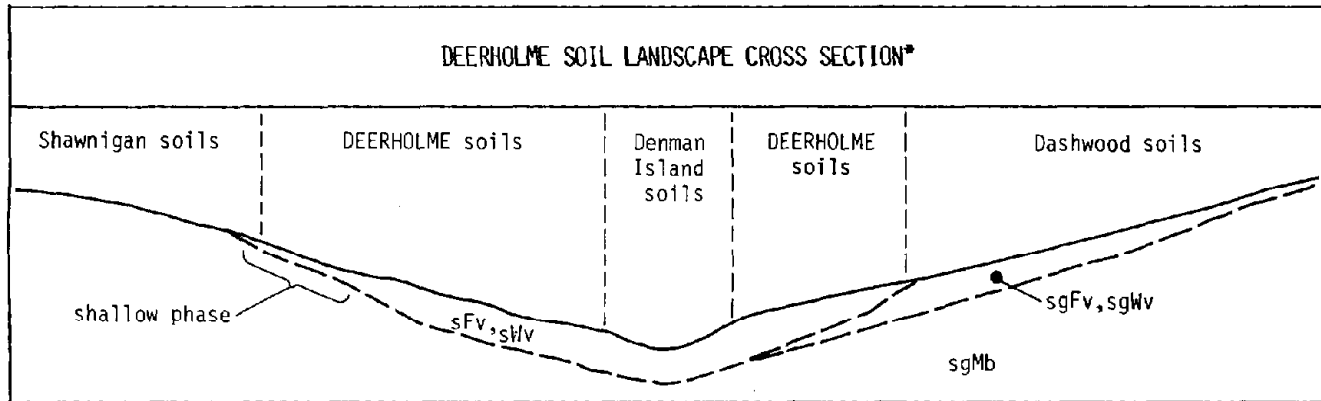 DEERHOLME SOIL LANDSCAPE CROSS SECTION*
Shawnigan soils
DEERHOLME soils
Denman
Island
soils
DEERHOLME
soils
Dashwood soils
shallow phase
sFv, sWv
sgFv, sgWv
sgMb